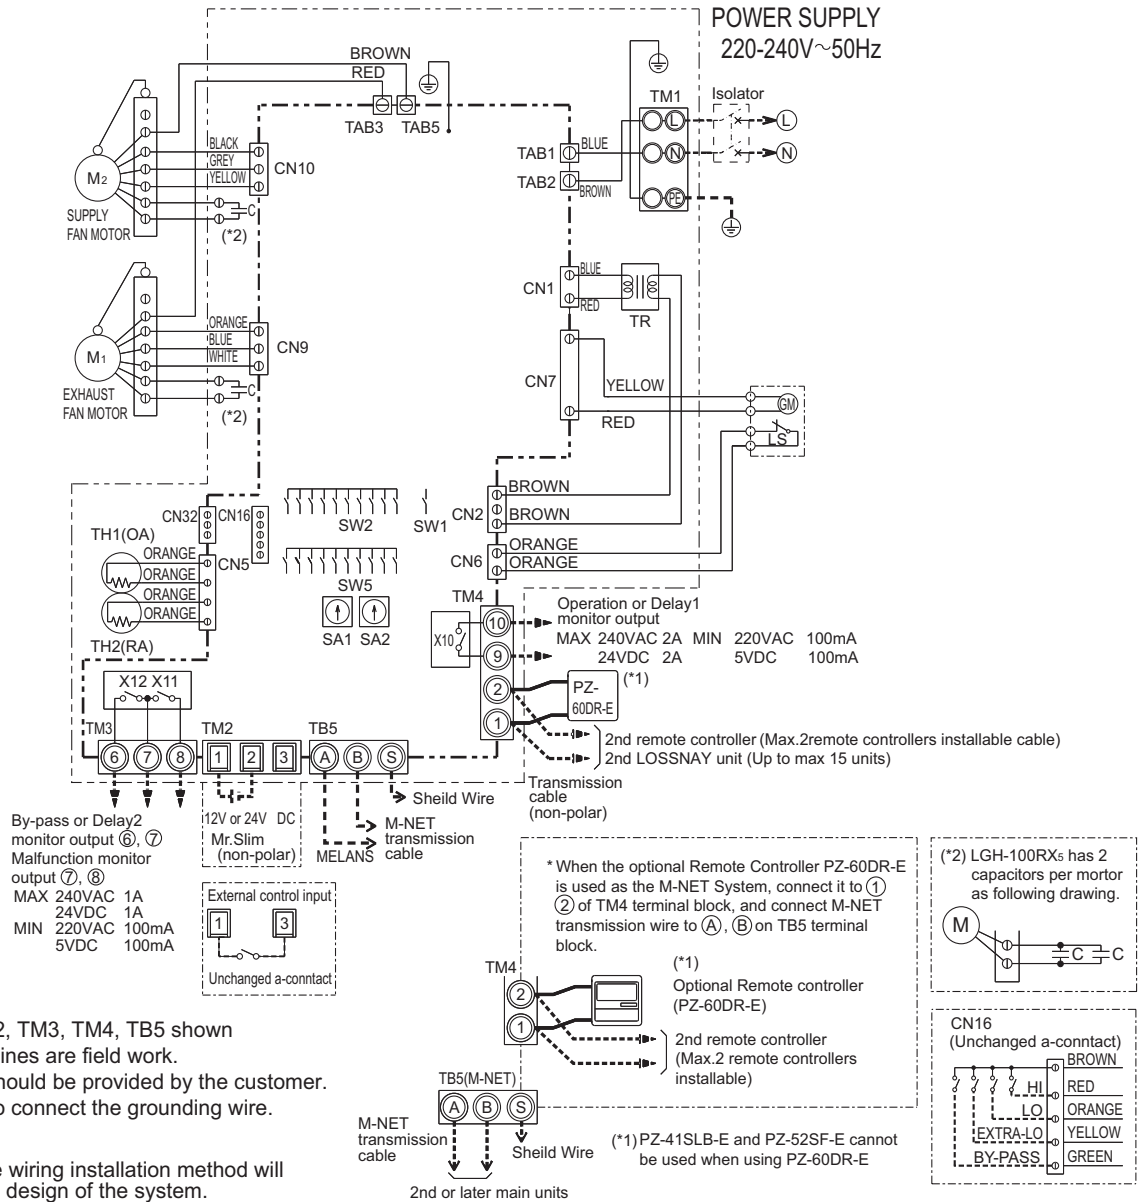 POWER SUPPLY
220-240V～50Hz
BROWN
RED
TAB3
TAB5
TM1
Isolator
L
N
PE
TAB1
BLUE
TAB2
BROWN
M2
SUPPLY
FAN MOTOR
BLACK
GREY
YELLOW
CN10
C
(*2)
M1
EXHAUST
FAN MOTOR
ORANGE
BLUE
WHITE
CN9
C
(*2)
CN1
BLUE
RED
TR
CN7
YELLOW
RED
GM
LS
CN2
BROWN
BROWN
CN6
ORANGE
ORANGE
CN32
CN16
SW2
SW1
TH1(OA)
ORANGE
ORANGE
ORANGE
ORANGE
CN5
TH2(RA)
SW5
SA1
SA2
TM4
X10
10
9
2
1
Operation or Delay1
monitor output
MAX 240VAC 2A MIN 220VAC 100mA
24VDC 2A 5VDC 100mA
PZ-
60DR-E
(*1)
2nd remote controller (Max.2remote controllers installable cable)
2nd LOSSNAY unit (Up to max 15 units)
Transmission
cable
(non-polar)
X12 X11
TM3
6 7 8
TM2
1 2 3
TB5
A B S
Sheild Wire
M-NET
transmission
cable
MELANS
12V or 24V DC
Mr.Slim
(non-polar)
By-pass or Delay2
monitor output ⑥, ⑦
Malfunction monitor
output ⑦, ⑧
MAX 240VAC 1A
24VDC 1A
MIN 220VAC 100mA
5VDC 100mA
External control input
1 3
Unchanged a-conntact
* When the optional Remote Controller PZ-60DR-E
is used as the M-NET System, connect it to ①
② of TM4 terminal block, and connect M-NET
transmission wire to Ⓐ, Ⓑ on TB5 terminal
block.
TM4
2
1
(*1)
Optional Remote controller
(PZ-60DR-E)
2nd remote controller
(Max.2 remote controllers
installable)
TB5(M-NET)
A B S
M-NET
transmission
cable
Sheild Wire
2nd or later main units
(*1) PZ-41SLB-E and PZ-52SF-E cannot
be used when using PZ-60DR-E
(*2) LGH-100RX5 has 2
capacitors per mortor
as following drawing.
M
C
C
CN16
(Unchanged a-conntact)
BROWN
HI RED
LO ORANGE
EXTRA-LO YELLOW
BY-PASS GREEN
2, TM3, TM4, TB5 shown
ines are field work.
hould be provided by the customer.
o connect the grounding wire.
e wiring installation method will
design of the system.